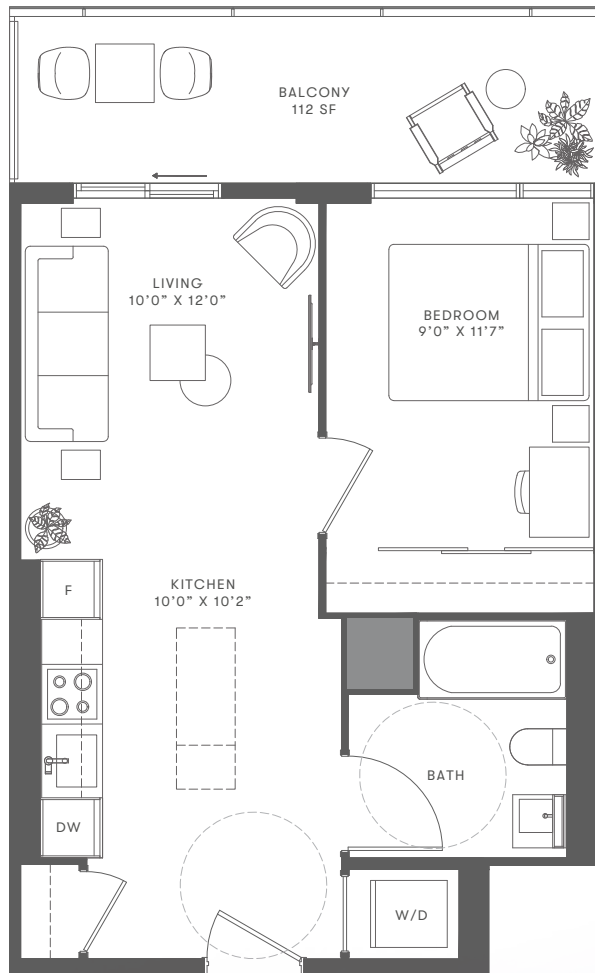 BALCONY
112 SF
LIVING
10’0” X 12’0”
BEDROOM
9’0” X 11’7”
KITCHEN
10’0” X 10’2”
F
BATH
DW
W/D